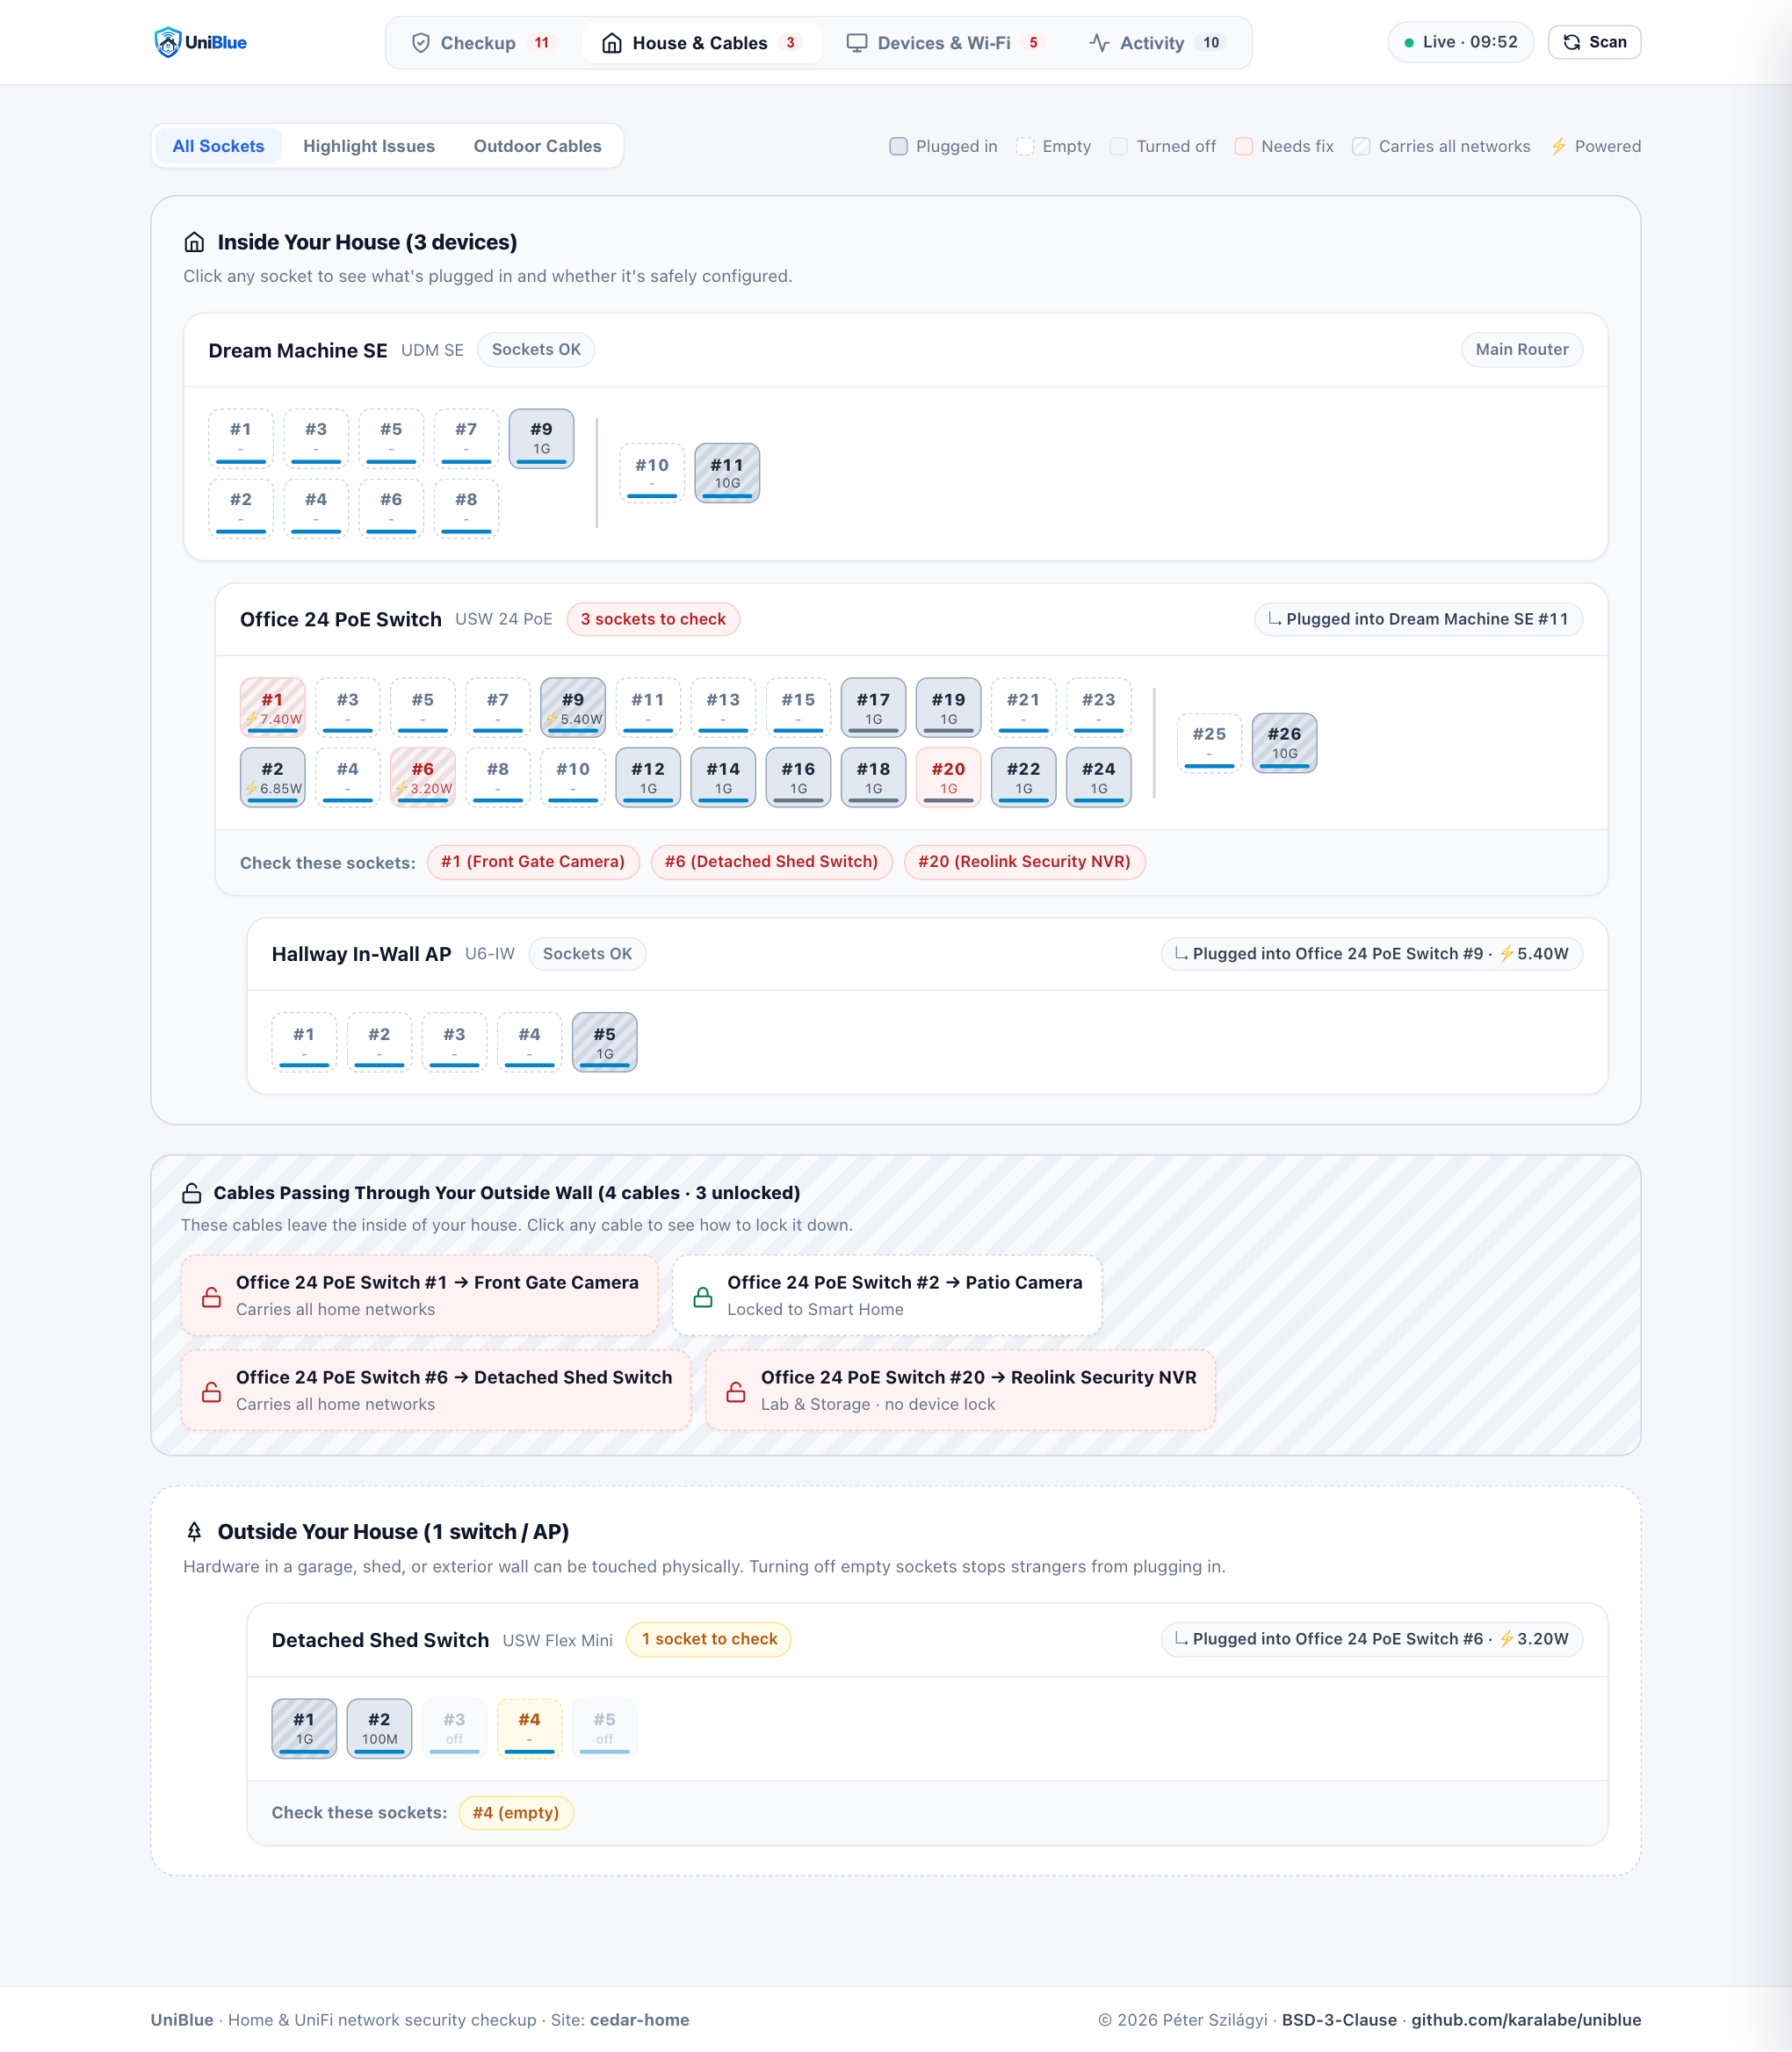 UniBlue
Checkup 11
House & Cables 3
Devices & Wi-Fi 5
Activity 10
Live · 09:52
Scan
All Sockets
Highlight Issues
Outdoor Cables
Plugged in
Empty
Turned off
Needs fix
Carries all networks
⚡ Powered
Inside Your House (3 devices)
Click any socket to see what's plugged in and whether it's safely configured.
Dream Machine SE UDM SE Sockets OK
Main Router
#1 #3 #5 #7 #9
- - - - 1G
#10 #11
- 10G
#2 #4 #6 #8
- - - -
Office 24 PoE Switch USW 24 PoE 3 sockets to check
Plugged into Dream Machine SE #11
#1 #3 #5 #7 #9 #11 #13 #15 #17 #19 #21 #23
⚡7.40W - - - ⚡5.40W - - - 1G 1G - -
#25 #26
- 10G
#2 #4 #6 #8 #10 #12 #14 #16 #18 #20 #22 #24
⚡6.85W - ⚡3.20W - - 1G 1G 1G 1G 1G 1G 1G
Check these sockets: #1 (Front Gate Camera) #6 (Detached Shed Switch) #20 (Reolink Security NVR)
Hallway In-Wall AP U6-IW Sockets OK
Plugged into Office 24 PoE Switch #9 · ⚡5.40W
#1 #2 #3 #4 #5
- - - - 1G
Cables Passing Through Your Outside Wall (4 cables · 3 unlocked)
These cables leave the inside of your house. Click any cable to see how to lock it down.
Office 24 PoE Switch #1 → Front Gate Camera
Carries all home networks
Office 24 PoE Switch #2 → Patio Camera
Locked to Smart Home
Office 24 PoE Switch #6 → Detached Shed Switch
Carries all home networks
Office 24 PoE Switch #20 → Reolink Security NVR
Lab & Storage · no device lock
Outside Your House (1 switch / AP)
Hardware in a garage, shed, or exterior wall can be touched physically. Turning off empty sockets stops strangers from plugging in.
Detached Shed Switch USW Flex Mini 1 socket to check
Plugged into Office 24 PoE Switch #6 · ⚡3.20W
#1 #2 #3 #4 #5
1G 100M off - off
Check these sockets: #4 (empty)
UniBlue · Home & UniFi network security checkup · Site: cedar-home
© 2026 Péter Szilágyi · BSD-3-Clause · github.com/karalabe/uniblue